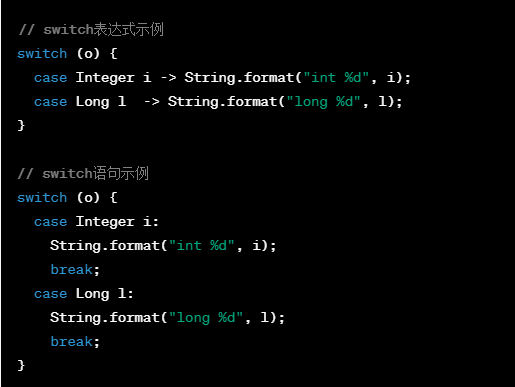 // switch表达式示例
switch (o) {
  case Integer i -> String.format("int %d", i);
  case Long l  -> String.format("long %d", l);
}

// switch语句示例
switch (o) {
  case Integer i:
    String.format("int %d", i);
    break;
  case Long l:
    String.format("long %d", l);
    break;
}